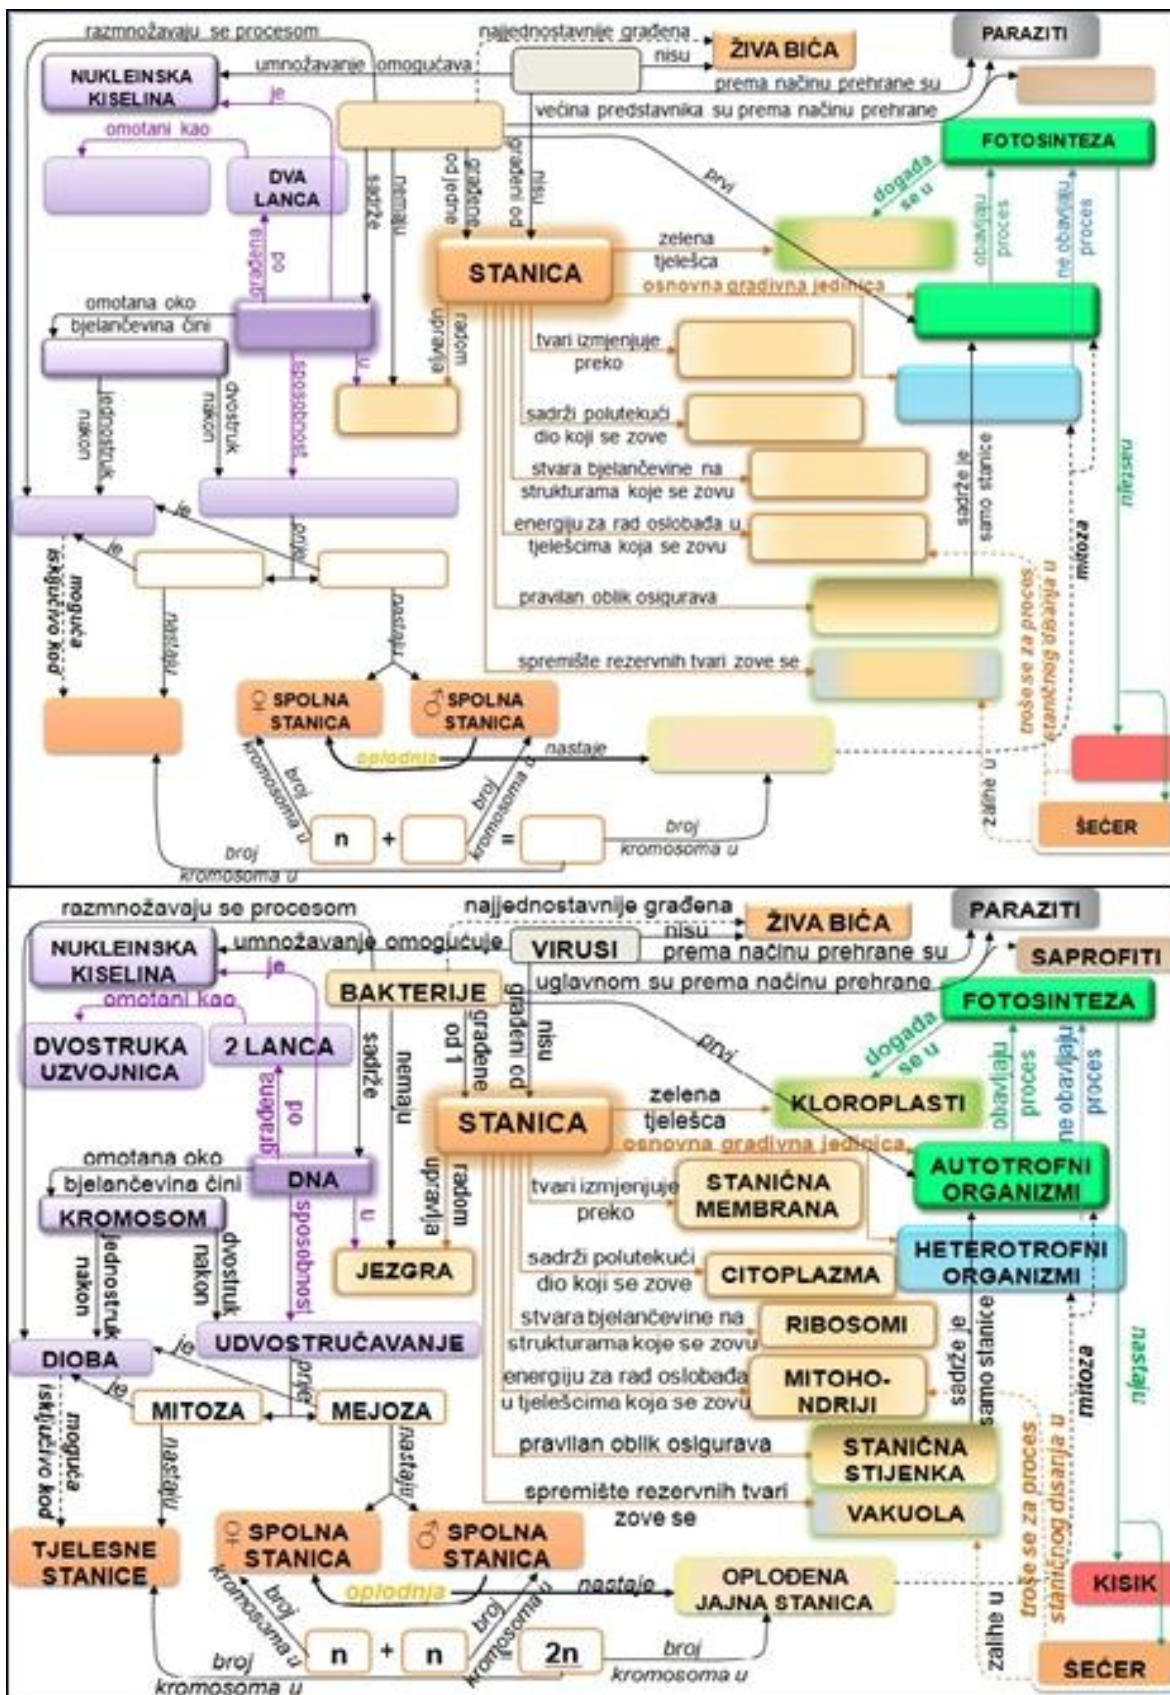 razmnožavaju se procesom
najjednostavnije građena
ŽIVA BIĆA
PARAZITI
nisu
NUKLEINSKA
KISELINA
umnožavanje omogućava
prema načinu prehrane su
je
većina predstavnika su prema načinu prehrane
omotani kao
FOTOSINTEZA
DVA
LANCA
sadrže
nemaju
građene
od jedne
građeni od
nisu
prvi
događa
se u
obavljaju
proces
ne obavljaju
proces
građena
od
STANICA
zelena
tjelešca
osnovna gradivna jedinica
omotana oko
bjelančevina čini
radom
upravlja
tvari izmjenjuje
preko
u
sposobnost
jednostruk
nakon
dvostruk
nakon
sadrži polutekući
dio koji se zove
stvara bjelančevine na
strukturama koje se zovu
sadrže je
samo stanice
nastaju
energiju za rad oslobađa u
tjelešcima koja se zovu
mitoza
je
prije
je
moguća
isključivo kod
nastaju
nastaju
pravilan oblik osigurava
troše se za proces
staničnog disanja u
spremište rezervnih tvari zove se
♀ SPOLNA
STANICA
♂ SPOLNA
STANICA
oplodnja
nastaje
zalihe u
broj
kromosoma u
n
+
=
broj
kromosoma u
broj
kromosoma u
broj
kromosoma u
ŠEĆER
razmnožavaju se procesom
najjednostavnije građena
ŽIVA BIĆA
PARAZITI
nisu
NUKLEINSKA
KISELINA
umnožavanje omogućuje
VIRUSI
prema načinu prehrane su
SAPROFITI
je
BAKTERIJE
uglavnom su prema načinu prehrane
omotani kao
FOTOSINTEZA
DVOSTRUKA
UZVOJNICA
2 LANCA
sadrže
nemaju
građene
od 1
građeni od
nisu
prvi
događa
se u
obavljaju
proces
ne obavljaju
proces
građena
od
STANICA
zelena
tjelešca
KLOROPLASTI
osnovna gradivna jedinica
omotana oko
bjelančevina čini
DNA
radom
upravlja
tvari izmjenjuje
preko
STANIČNA
MEMBRANA
AUTOTROFNI
ORGANIZMI
KROMOSOM
u
sposobnost
jednostruk
nakon
dvostruk
nakon
JEZGRA
sadrži polutekući
dio koji se zove
CITOPLAZMA
HETEROTROFNI
ORGANIZMI
UDVOSTRUČAVANJE
stvara bjelančevine na
strukturama koje se zovu
RIBOSOMI
sadrže je
samo stanice
nastaju
DIOBA
je
prije
je
energiju za rad oslobađa
u tjelešcima koja se zovu
MITOHO-
NDRIJI
mitoza
MITOZA
MEJOZA
moguća
isključivo kod
nastaju
nastaju
pravilan oblik osigurava
STANIČNA
STIJENKA
troše se za proces
staničnog disanja u
spremište rezervnih tvari
zove se
VAKUOLA
TJELESNE
STANICE
♀ SPOLNA
STANICA
♂ SPOLNA
STANICA
oplodnja
nastaje
OPLOĐENA
JAJNA STANICA
KISIK
zalihe u
broj
kromosoma u
n
+
n
=
2n
broj
kromosoma u
broj
kromosoma u
broj
kromosoma u
ŠEĆER